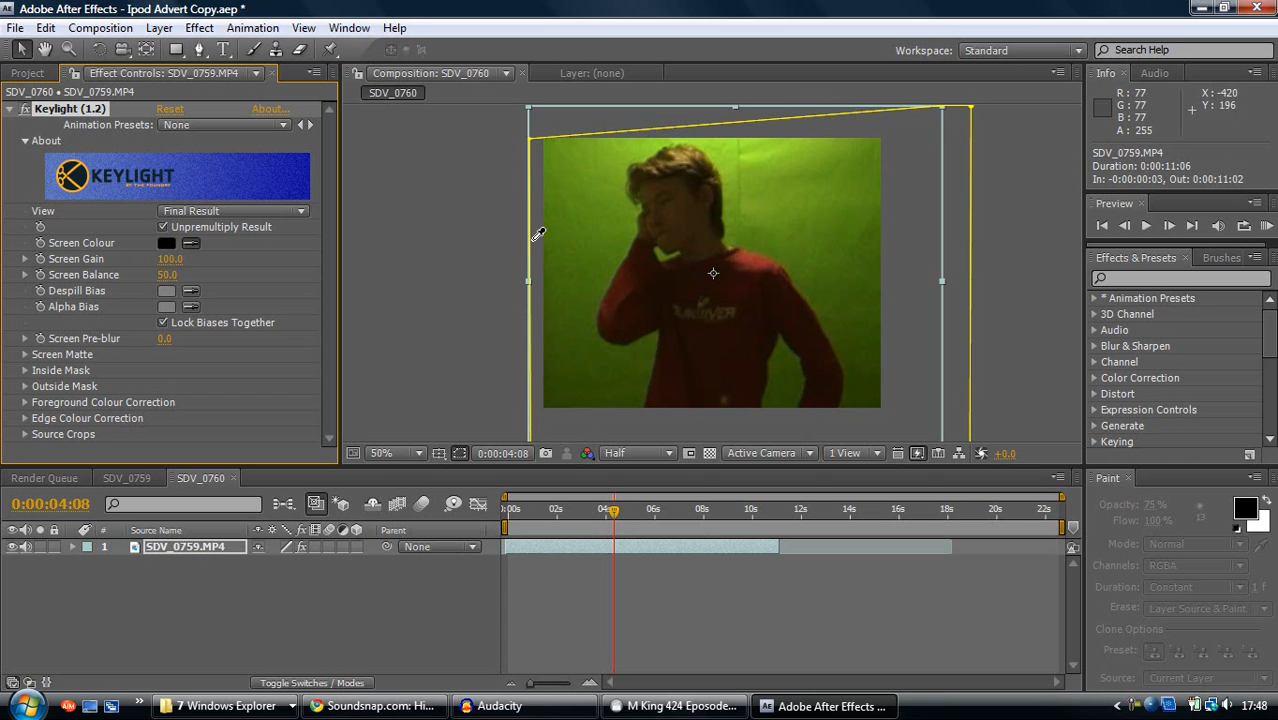 Adobe After Effects - Ipod Advert Copy.aep *
File Edit Composition Layer Effect Animation View Window Help
Workspace: Standard Search Help
Project Effect Controls: SDV_0759.MP4 Composition: SDV_0760 Layer: (none) Info Audio
SDV_0760 • SDV_0759.MP4
SDV_0760
Keylight (1.2) Reset About...
Animation Presets: None
About
KEYLIGHT
BY THE FOUNDRY
View Final Result
Unpremultiply Result
Screen Colour
Screen Gain 100.0
Screen Balance 50.0
Despill Bias
Alpha Bias
Lock Biases Together
Screen Pre-blur 0.0
Screen Matte
Inside Mask
Outside Mask
Foreground Colour Correction
Edge Colour Correction
Source Crops
50% 0:00:04:08 Half Active Camera 1 View +0.0
R: 77 X: -420
G: 77 Y: 196
B: 77
A: 255
SDV_0759.MP4
Duration: 0:00:11:06
In: -0:00:00:03, Out: 0:00:11:02
Preview
Effects & Presets Brushes
* Animation Presets
3D Channel
Audio
Blur & Sharpen
Channel
Color Correction
Distort
Expression Controls
Generate
Keying
Render Queue SDV_0759 SDV_0760
0:00:04:08
:00s 02s 04s 06s 08s 10s 12s 14s 16s 18s 20s 22s
# Source Name Parent
1 SDV_0759.MP4 None
Toggle Switches / Modes
Paint
Opacity: 75 %
Flow: 100 %
Mode: Normal
Channels: RGBA
Duration: Constant 1 f
Erase: Layer Source & Paint
Clone Options
Preset:
Source: Current Layer
7 Windows Explorer Soundsnap.com: Hi... Audacity M King 424 Eposode... Adobe After Effects ... 17:48